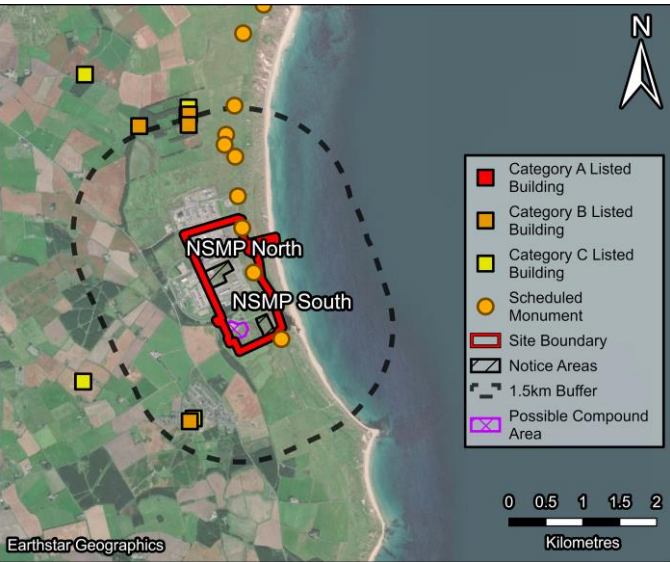 N
Category A Listed
Building
Category B Listed
Building
Category C Listed
Building
Scheduled
Monument
Site Boundary
Notice Areas
1.5km Buffer
Possible Compound
Area
NSMP North
NSMP South
0 0.5 1 1.5 2
Kilometres
Earthstar Geographics